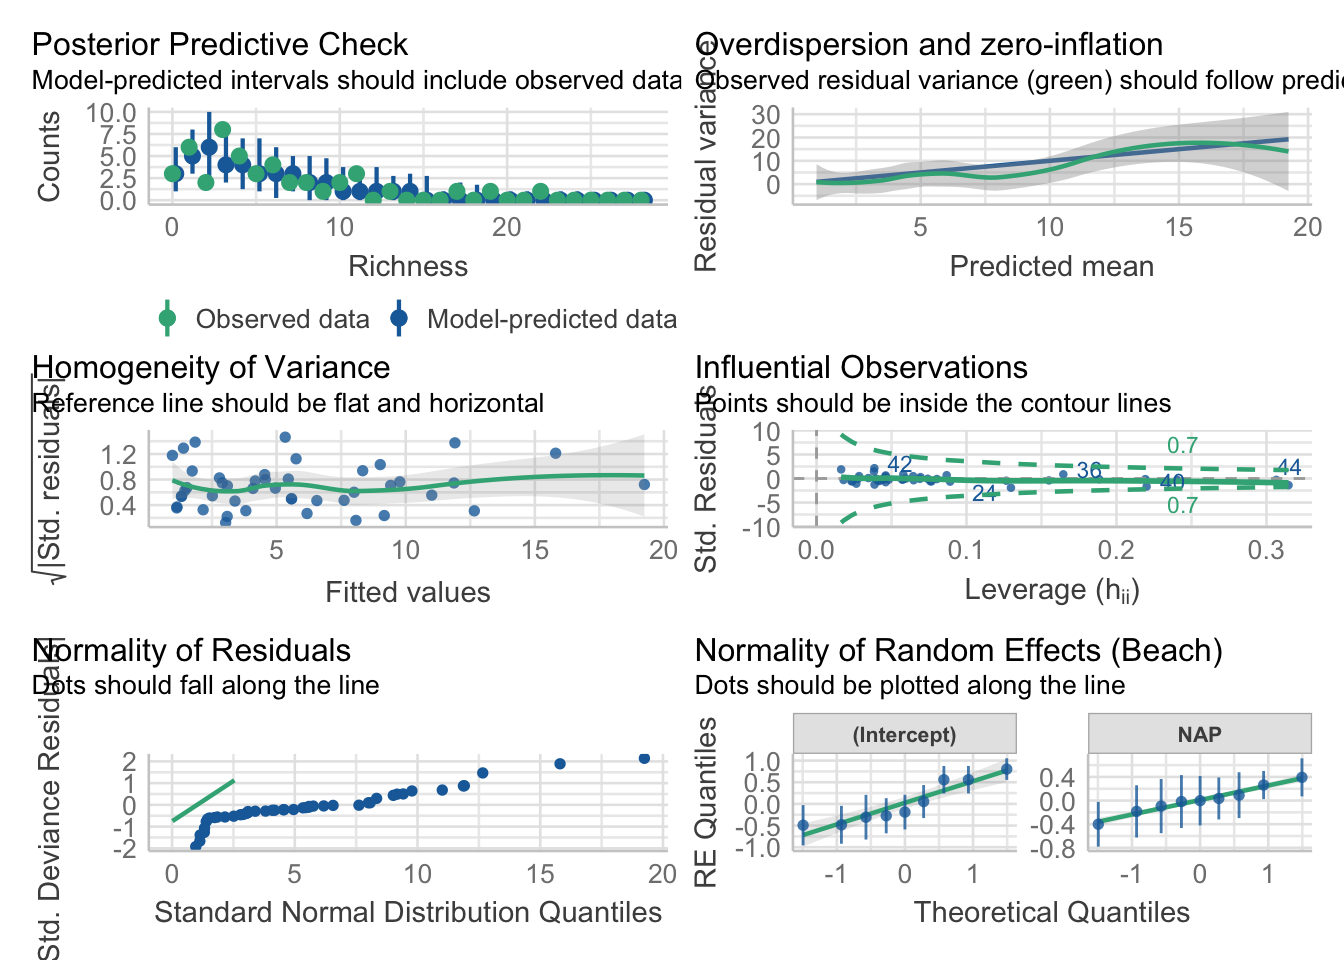 Posterior Predictive Check
Model-predicted intervals should include observed data
Counts
10.0
7.5
5.0
2.5
0.0
0 10 20
Richness
Observed data Model-predicted data
Overdispersion and zero-inflation
Observed residual variance (green) should follow predi
Residual variance
30
20
10
0
5 10 15 20
Predicted mean
Homogeneity of Variance
Reference line should be flat and horizontal
√|Std. residuals|
1.2
0.8
0.4
5 10 15 20
Fitted values
Influential Observations
Points should be inside the contour lines
Std. Residuals
10
5
0
-5
-10
0.7
42 36 44
40
24
0.7
0.0 0.1 0.2 0.3
Leverage (hii)
Normality of Residuals
Dots should fall along the line
Std. Deviance Residuals|
2
1
0
-1
-2
0 5 10 15 20
Standard Normal Distribution Quantiles
Normality of Random Effects (Beach)
Dots should be plotted along the line
RE Quantiles
(Intercept) NAP
1.0
0.5
0.0
-0.5
-1.0
-1 0 1
0.4
0.0
-0.4
-0.8
-1 0 1
Theoretical Quantiles